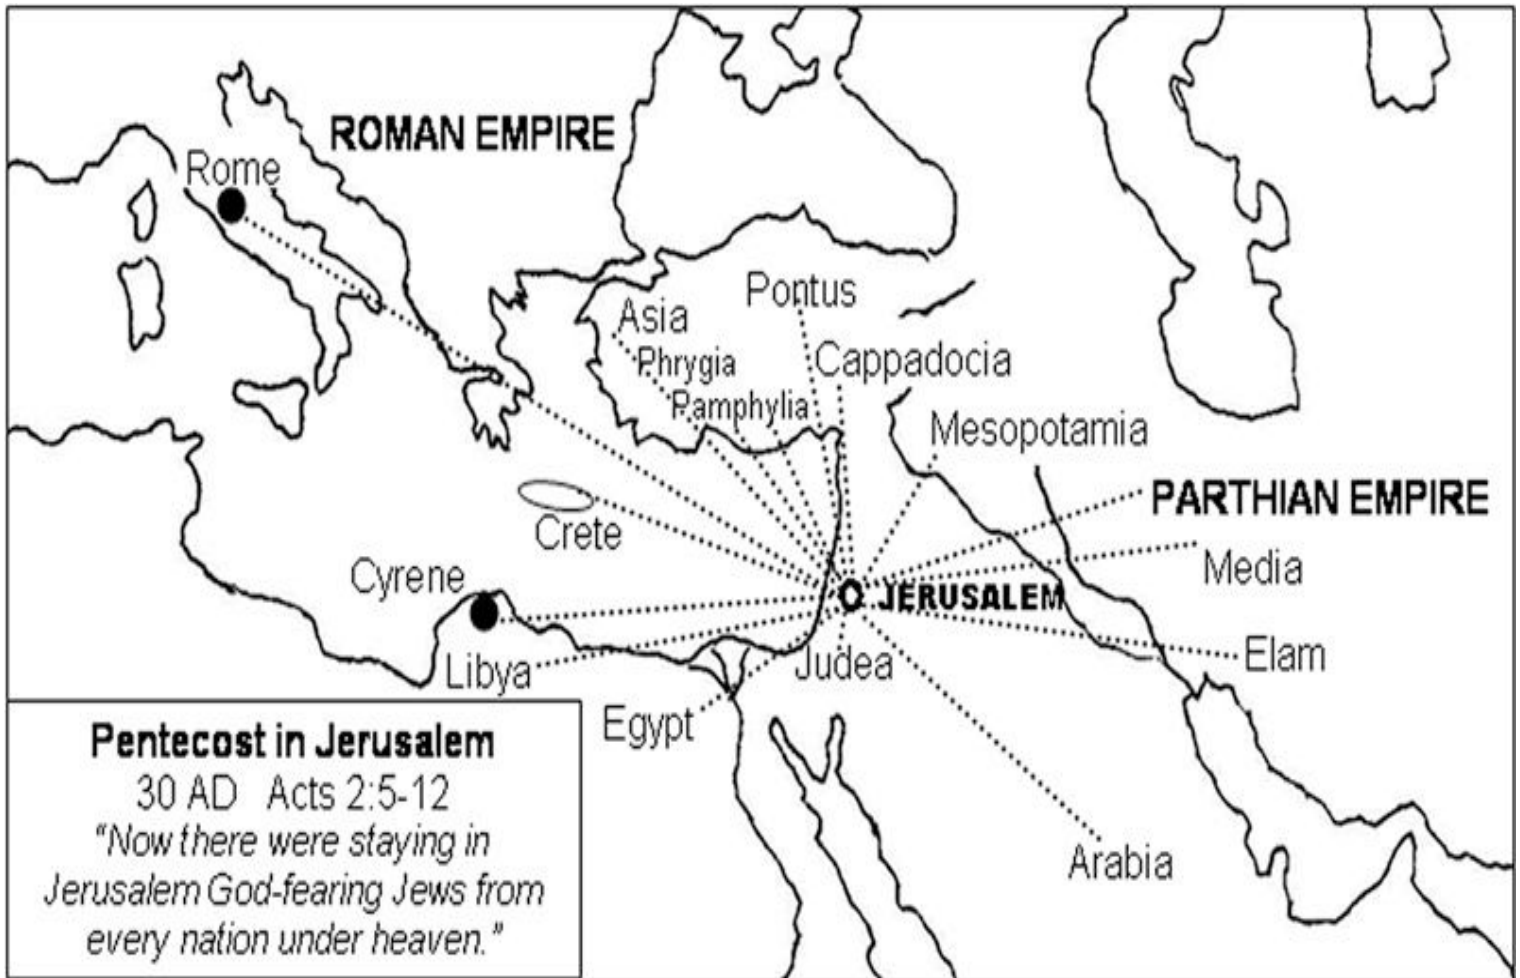 ROMAN EMPIRE
Rome
Pontus
Asia
Phrygia
Cappadocia
Pamphylia
Mesopotamia
PARTHIAN EMPIRE
Crete
Media
Cyrene
JERUSALEM
Libya
Judea
Elam
Egypt
Arabia
Pentecost in Jerusalem
30 AD Acts 2:5-12
"Now there were staying in
Jerusalem God-fearing Jews from
every nation under heaven."